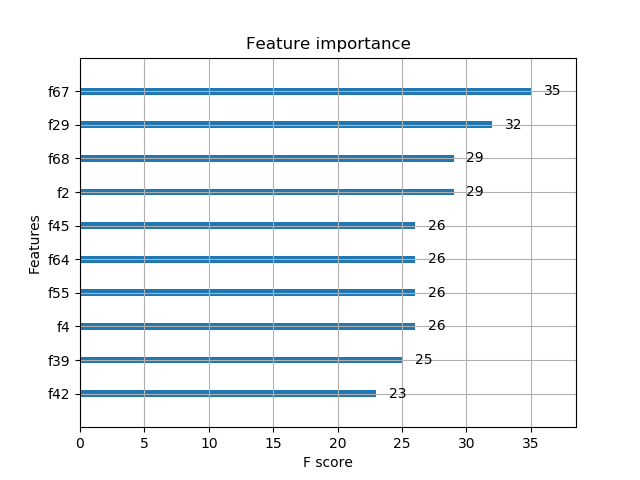 Feature importance
Features
f67 35
f29 32
f68 29
f2 29
f45 26
f64 26
f55 26
f4 26
f39 25
f42 23
0 5 10 15 20 25 30 35
F score